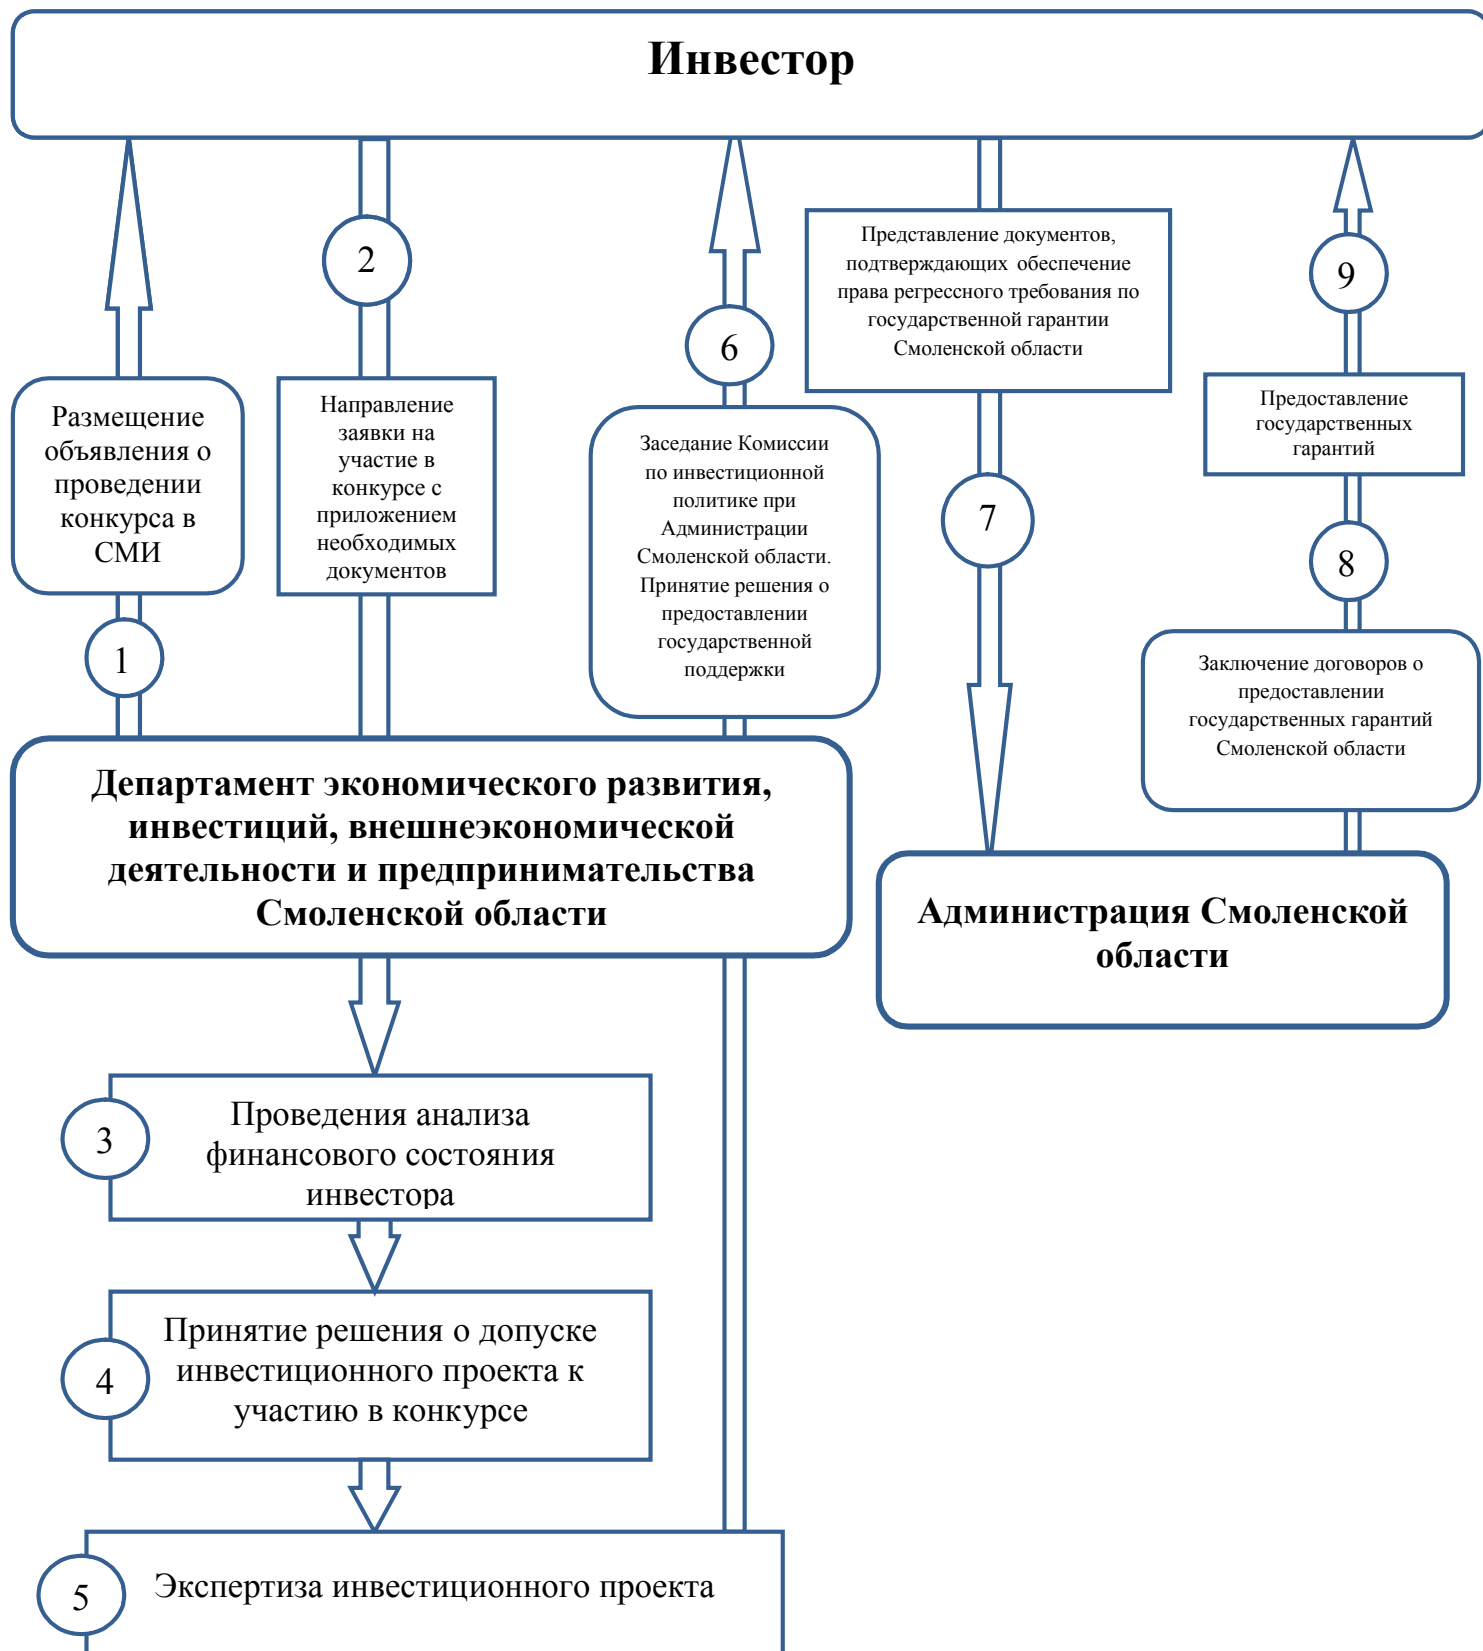 Инвестор
1
Размещение
объявления о
проведении
конкурса в
СМИ
2
Направление
заявки на
участие в
конкурсе с
приложением
необходимых
документов
6
Заседание Комиссии
по инвестиционной
политике при
Администрации
Смоленской области.
Принятие решения о
предоставлении
государственной
поддержки
Представление документов,
подтверждающих обеспечение
права регрессного требования по
государственной гарантии
Смоленской области
7
9
Предоставление
государственных
гарантий
8
Заключение договоров о
предоставлении
государственных гарантий
Смоленской области
Департамент экономического развития,
инвестиций, внешнеэкономической
деятельности и предпринимательства
Смоленской области
Администрация Смоленской
области
3
Проведения анализа
финансового состояния
инвестора
4
Принятие решения о допуске
инвестиционного проекта к
участию в конкурсе
5
Экспертиза инвестиционного проекта